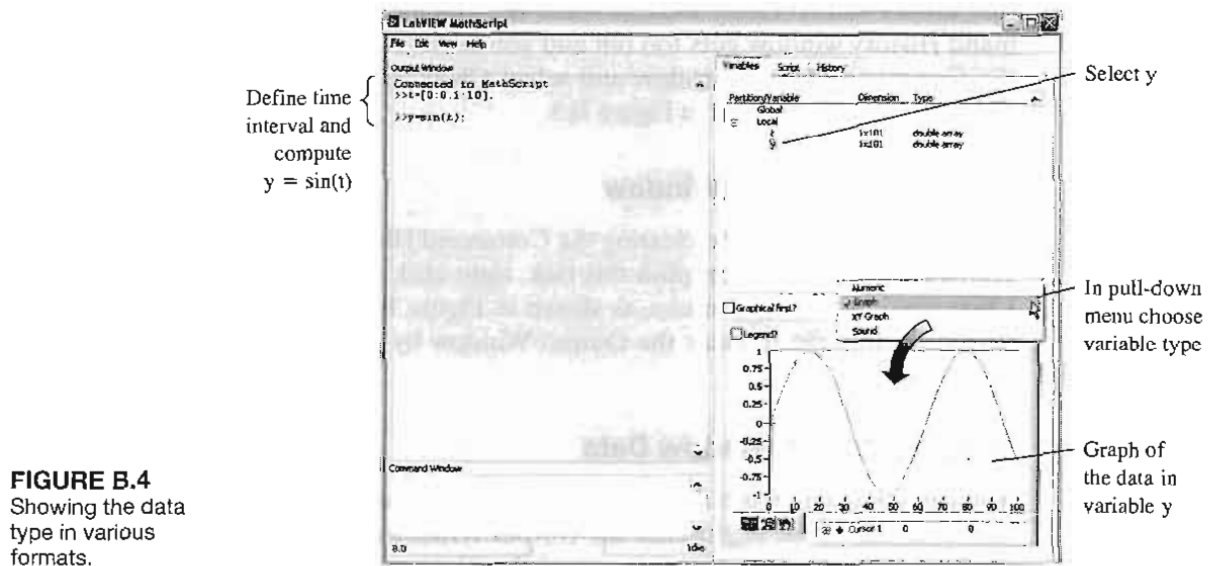 LabVIEW MathScript
File Edit View Help
Output Window
Connected to MathScript
>>t=[0:0.1:10].
>>y=sin(t);
Define time
interval and
compute
y = sin(t)
Variables Script History
Partition/Variable Dimension Type
Global
Local
t 1x101 double array
y 1x101 double array
Select y
Numeric
Graph
XY Graph
Sound
Graphical first?
Legend?
In pull-down
menu choose
variable type
1
0.75
0.5
0.25
0
-0.25
-0.5
-0.75
-1
0 10 20 30 40 50 60 70 80 90 100
Cursor 1 0 0
Graph of
the data in
variable y
Command Window
8.0 Idle
FIGURE B.4
Showing the data
type in various
formats.